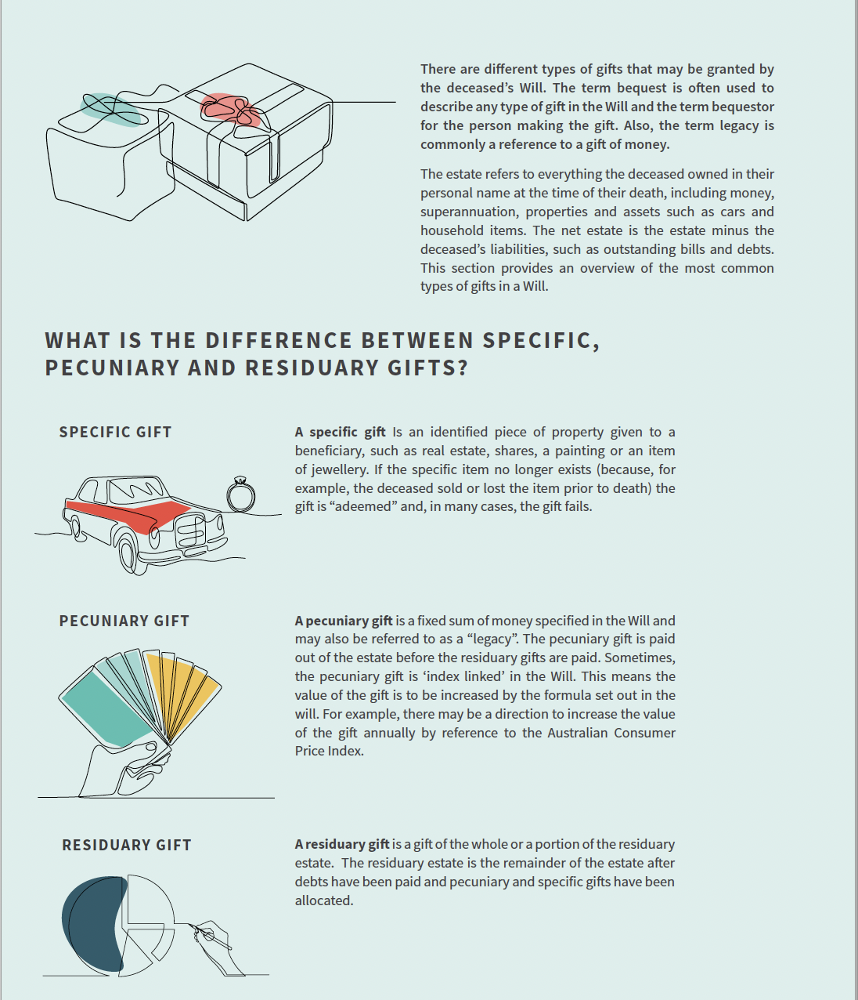 There are different types of gifts that may be granted by
the deceased's Will. The term bequest is often used to
describe any type of gift in the Will and the term bequestor
for the person making the gift. Also, the term legacy is
commonly a reference to a gift of money.
The estate refers to everything the deceased owned in their
personal name at the time of their death, including money,
superannuation, properties and assets such as cars and
household items. The net estate is the estate minus the
deceased's liabilities, such as outstanding bills and debts.
This section provides an overview of the most common
types of gifts in a Will.
WHAT IS THE DIFFERENCE BETWEEN SPECIFIC,
PECUNIARY AND RESIDUARY GIFTS?
SPECIFIC GIFT
A specific gift Is an identified piece of property given to a
beneficiary, such as real estate, shares, a painting or an item
of jewellery. If the specific item no longer exists (because, for
example, the deceased sold or lost the item prior to death) the
gift is “adeemed” and, in many cases, the gift fails.
PECUNIARY GIFT
A pecuniary gift is a fixed sum of money specified in the Will and
may also be referred to as a “legacy”. The pecuniary gift is paid
out of the estate before the residuary gifts are paid. Sometimes,
the pecuniary gift is ‘index linked’ in the Will. This means the
value of the gift is to be increased by the formula set out in the
will. For example, there may be a direction to increase the value
of the gift annually by reference to the Australian Consumer
Price Index.
RESIDUARY GIFT
A residuary gift is a gift of the whole or a portion of the residuary
estate. The residuary estate is the remainder of the estate after
debts have been paid and pecuniary and specific gifts have been
allocated.